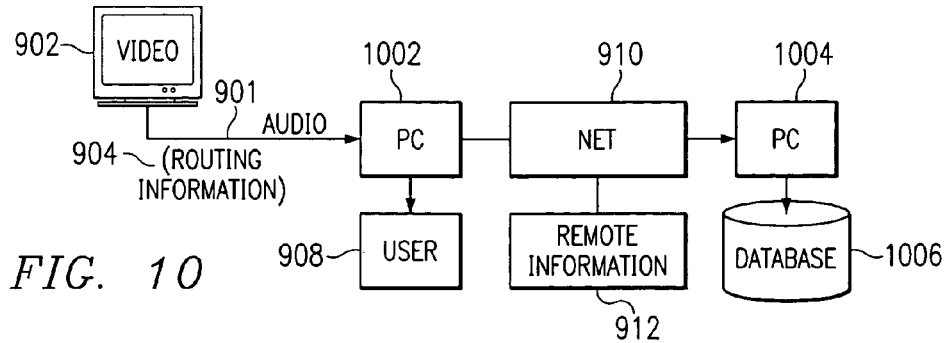 902
VIDEO
901
AUDIO
904
(ROUTING
INFORMATION)
1002
PC
910
NET
1004
PC
908
USER
REMOTE
INFORMATION
912
DATABASE
1006
FIG. 10